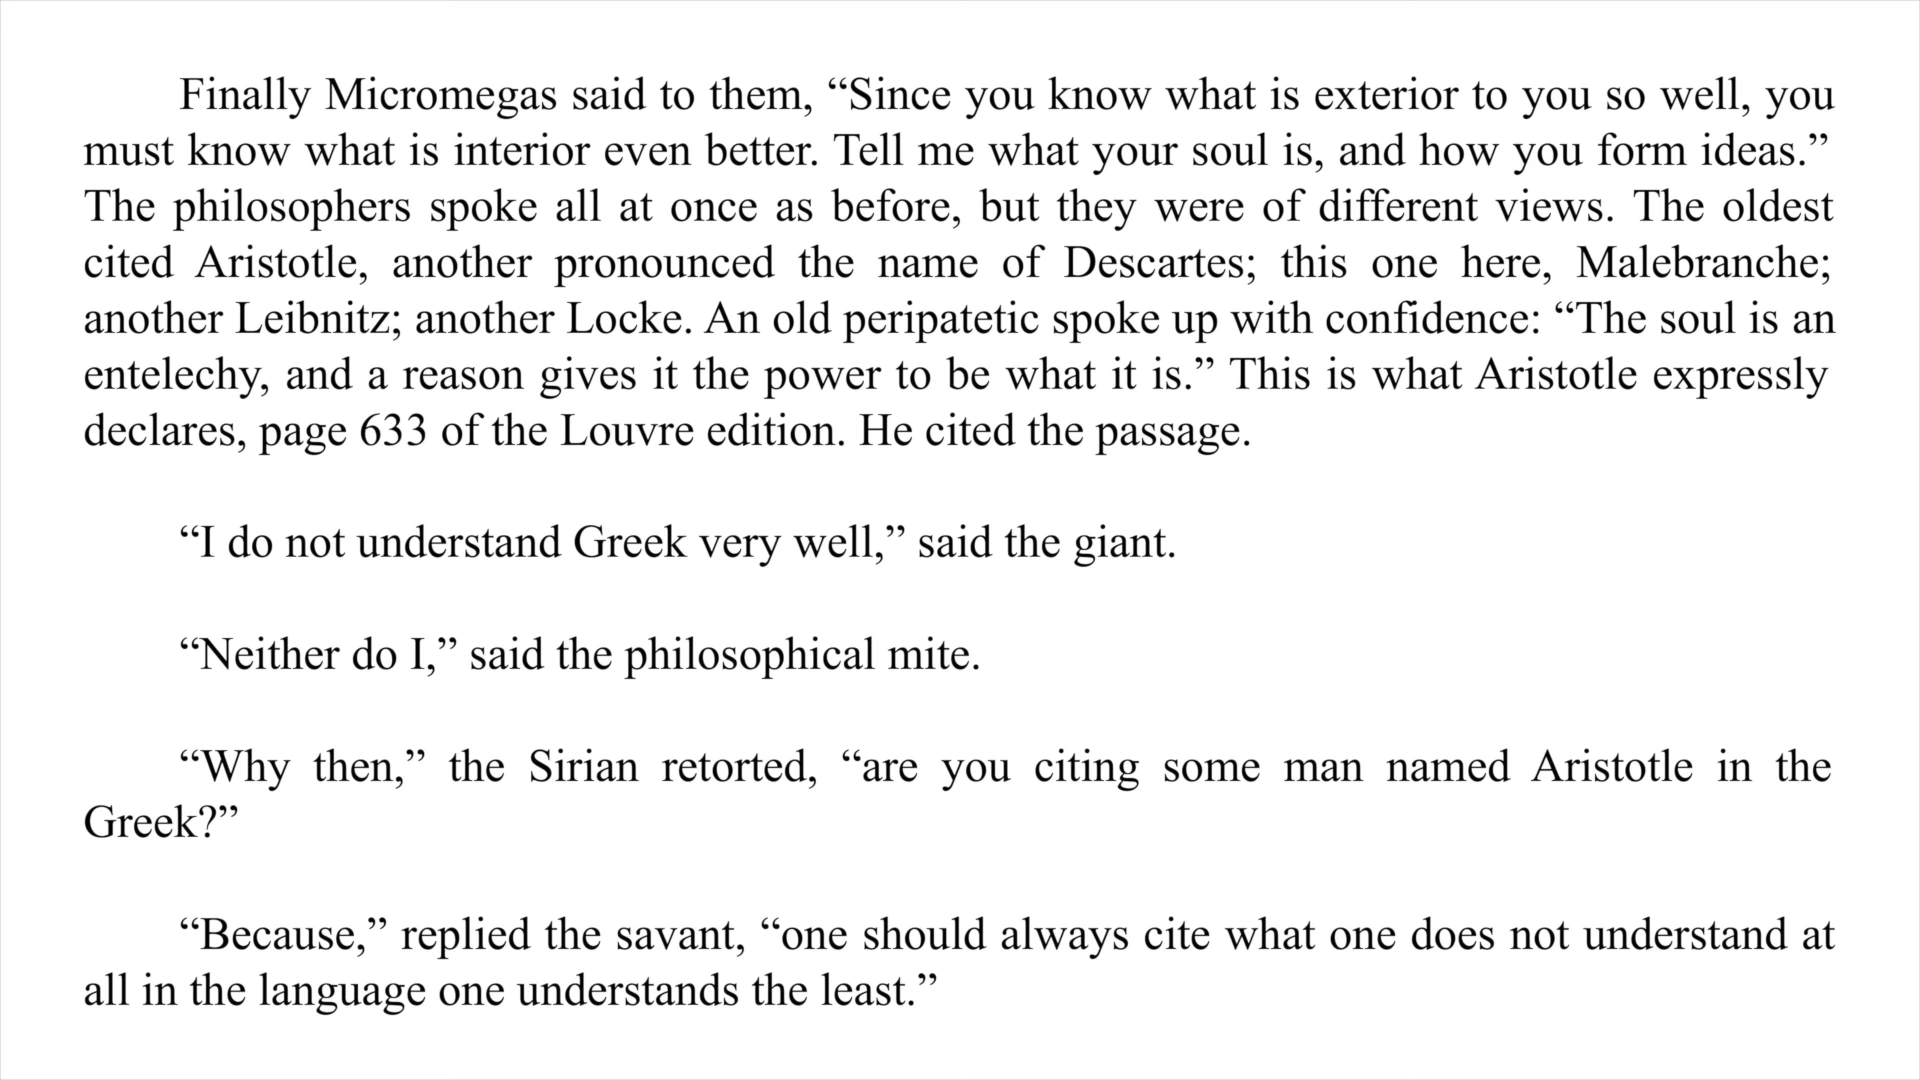 Finally Micromegas said to them, “Since you know what is exterior to you so well, you
must know what is interior even better. Tell me what your soul is, and how you form ideas.”
The philosophers spoke all at once as before, but they were of different views. The oldest
cited Aristotle, another pronounced the name of Descartes; this one here, Malebranche;
another Leibnitz; another Locke. An old peripatetic spoke up with confidence: “The soul is an
entelechy, and a reason gives it the power to be what it is.” This is what Aristotle expressly
declares, page 633 of the Louvre edition. He cited the passage.
“I do not understand Greek very well,” said the giant.
“Neither do I,” said the philosophical mite.
“Why then,” the Sirian retorted, “are you citing some man named Aristotle in the
Greek?”
“Because,” replied the savant, “one should always cite what one does not understand at
all in the language one understands the least.”